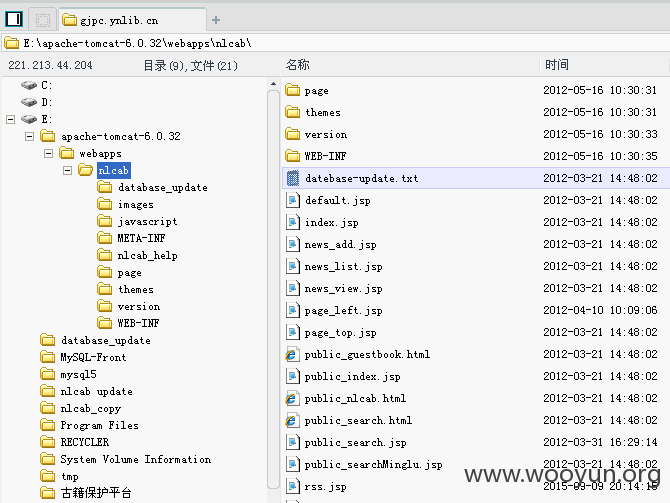 gjpc.ynlib.cn
E:\apache-tomcat-6.0.32\webapps\nlcab\
221.213.44.204 目录(9),文件(21) 名称 时间
C:
D:
E:
apache-tomcat-6.0.32
webapps
nlcab
database_update
images
javascript
META-INF
nlcab_help
page
themes
version
WEB-INF
database_update
MySQL-Front
mysql5
nlcab update
nlcab_copy
Program Files
RECYCLER
System Volume Information
tmp
古籍保护平台
page 2012-05-16 10:30:31
themes 2012-05-16 10:30:31
version 2012-05-16 10:30:33
WEB-INF 2012-05-16 10:30:35
datebase-update.txt 2012-03-21 14:48:02
default.jsp 2012-03-21 14:48:02
index.jsp 2012-03-21 14:48:02
news_add.jsp 2012-03-21 14:48:02
news_list.jsp 2012-03-21 14:48:02
news_view.jsp 2012-03-21 14:48:02
page_left.jsp 2012-04-10 10:09:06
page_top.jsp 2012-03-21 14:48:02
public_guestbook.html 2012-03-21 14:48:02
public_index.jsp 2012-03-21 14:48:02
public_nlcab.html 2012-03-21 14:48:02
public_search.html 2012-03-21 14:48:02
public_search.jsp 2012-03-31 16:29:14
public_searchMinglu.jsp 2012-03-21 14:48:02
rss.jsp 2015-09-09 20:14:16
www.wooyun.org